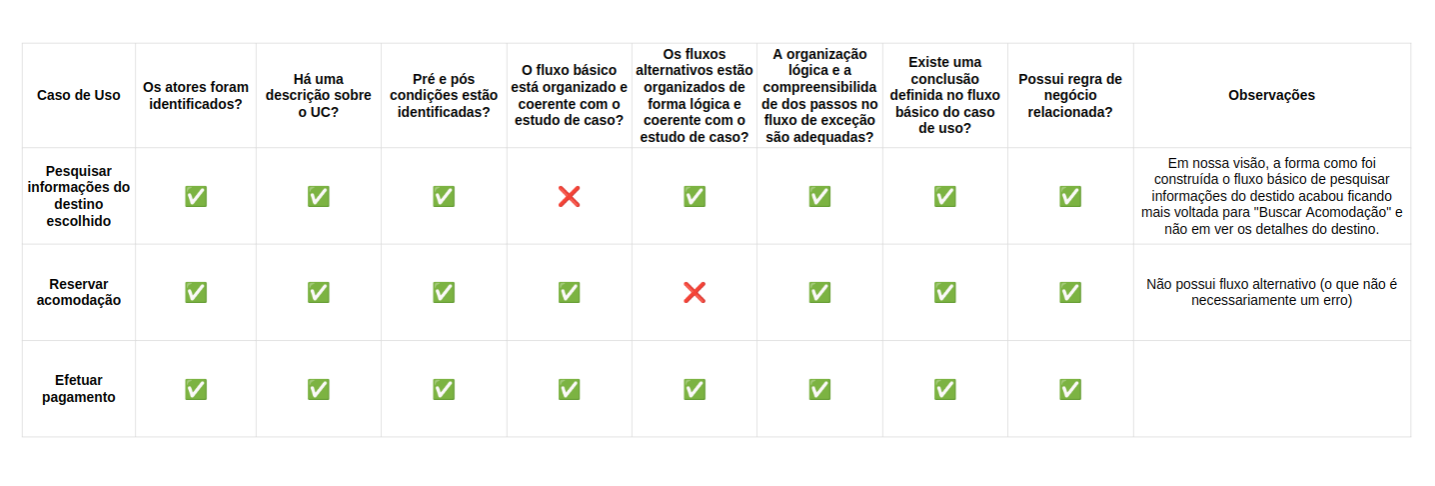 Caso de Uso
Os atores foram
identificados?
Há uma
descrição sobre
o UC?
Pré e pós
condições estão
identificadas?
O fluxo básico
está organizado e
coerente com o
estudo de caso?
Os fluxos
alternativos estão
organizados de
forma lógica e
coerente com o
estudo de caso?
A organização
lógica e a
compreensibilida
de dos passos no
fluxo de exceção
são adequadas?
Existe uma
conclusão
definida no fluxo
básico do caso
de uso?
Possui regra de
negócio
relacionada?
Observações
Pesquisar
informações do
destino
escolhido
✅ ✅ ✅ ❌ ✅ ✅ ✅ ✅
Em nossa visão, a forma como foi
construída o fluxo básico de pesquisar
informações do destido acabou ficando
mais voltada para "Buscar Acomodação" e
não em ver os detalhes do destino.
Reservar
acomodação
✅ ✅ ✅ ✅ ❌ ✅ ✅ ✅
Não possui fluxo alternativo (o que não é
necessariamente um erro)
Efetuar
pagamento
✅ ✅ ✅ ✅ ✅ ✅ ✅ ✅